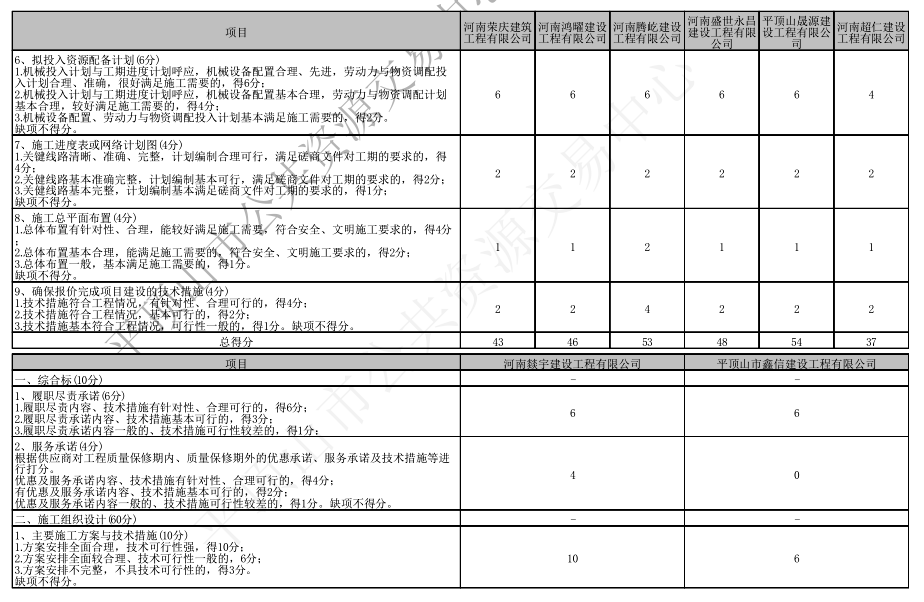 项目
河南荣庆建筑工程有限公司
河南鸿曜建设工程有限公司
河南腾屹建设工程有限公司
河南盛世永昌建设工程有限公司
平顶山晟源建设工程有限公司
河南超仁建设工程有限公司
6、拟投入资源配备计划(6分)
1.机械投入计划与工期进度计划呼应，机械设备配置合理、先进，劳动力与物资调配投
入计划合理、准确，很好满足施工需要的，得6分；
2.机械投入计划与工期进度计划呼应，机械设备配置基本合理，劳动力与物资调配计划
基本合理，较好满足施工需要的，得4分；
3.机械设备配置、劳动力与物资调配投入计划基本满足施工需要的，得2分。
缺项不得分。
6 6 6 6 6 4
7、施工进度表或网络计划图(4分)
1.关键线路清晰、准确、完整，计划编制合理可行，满足磋商文件对工期的要求的，得
4分；
2.关健线路基本准确完整，计划编制基本可行，满足磋商文件对工期的要求的，得2分；
3.关健线路基本完整，计划编制基本满足磋商文件对工期的要求的，得1分；
缺项不得分。
2 2 2 2 2 2
8、施工总平面布置(4分)
1.总体布置有针对性、合理，能较好满足施工需要，符合安全、文明施工要求的，得4分
；
2.总体布置基本合理，能满足施工需要的，符合安全、文明施工要求的，得2分；
3.总体布置一般，基本满足施工需要的，得1分。
缺项不得分。
1 1 2 1 1 1
9、确保报价完成项目建设的技术措施(4分)
1.技术措施符合工程情况，有针对性、合理可行的，得4分；
2.技术措施符合工程情况，基本可行的，得2分；
3.技术措施基本符合工程情况，可行性一般的，得1分。缺项不得分。
2 2 4 2 2 2
总得分 43 46 53 48 54 37
项目 河南燚宇建设工程有限公司 平顶山市鑫信建设工程有限公司
一、综合标(10分) - -
1、履职尽责承诺(6分)
1.履职尽责内容、技术措施有针对性、合理可行的，得6分；
2.履职尽责承诺内容、技术措施基本可行的，得3分；
3.履职尽责承诺内容一般的、技术措施可行性较差的，得1分；
6 6
2、服务承诺(4分)
根据供应商对工程质量保修期内、质量保修期外的优惠承诺、服务承诺及技术措施等进
行打分。
优惠及服务承诺内容、技术措施有针对性、合理可行的，得4分；
有优惠及服务承诺内容、技术措施基本可行的，得2分；
优惠及服务承诺内容一般的、技术措施可行性较差的，得1分。缺项不得分。
4 0
二、施工组织设计(60分) - -
1、主要施工方案与技术措施(10分)
1.方案安排全面合理，技术可行性强，得10分；
2.方案安排全面较合理、技术可行性一般的，6分；
3.方案安排不完整，不具技术可行性的，得3分。
缺项不得分。
10 6
平顶山市公共资源交易中心
平顶山市公共资源交易中心